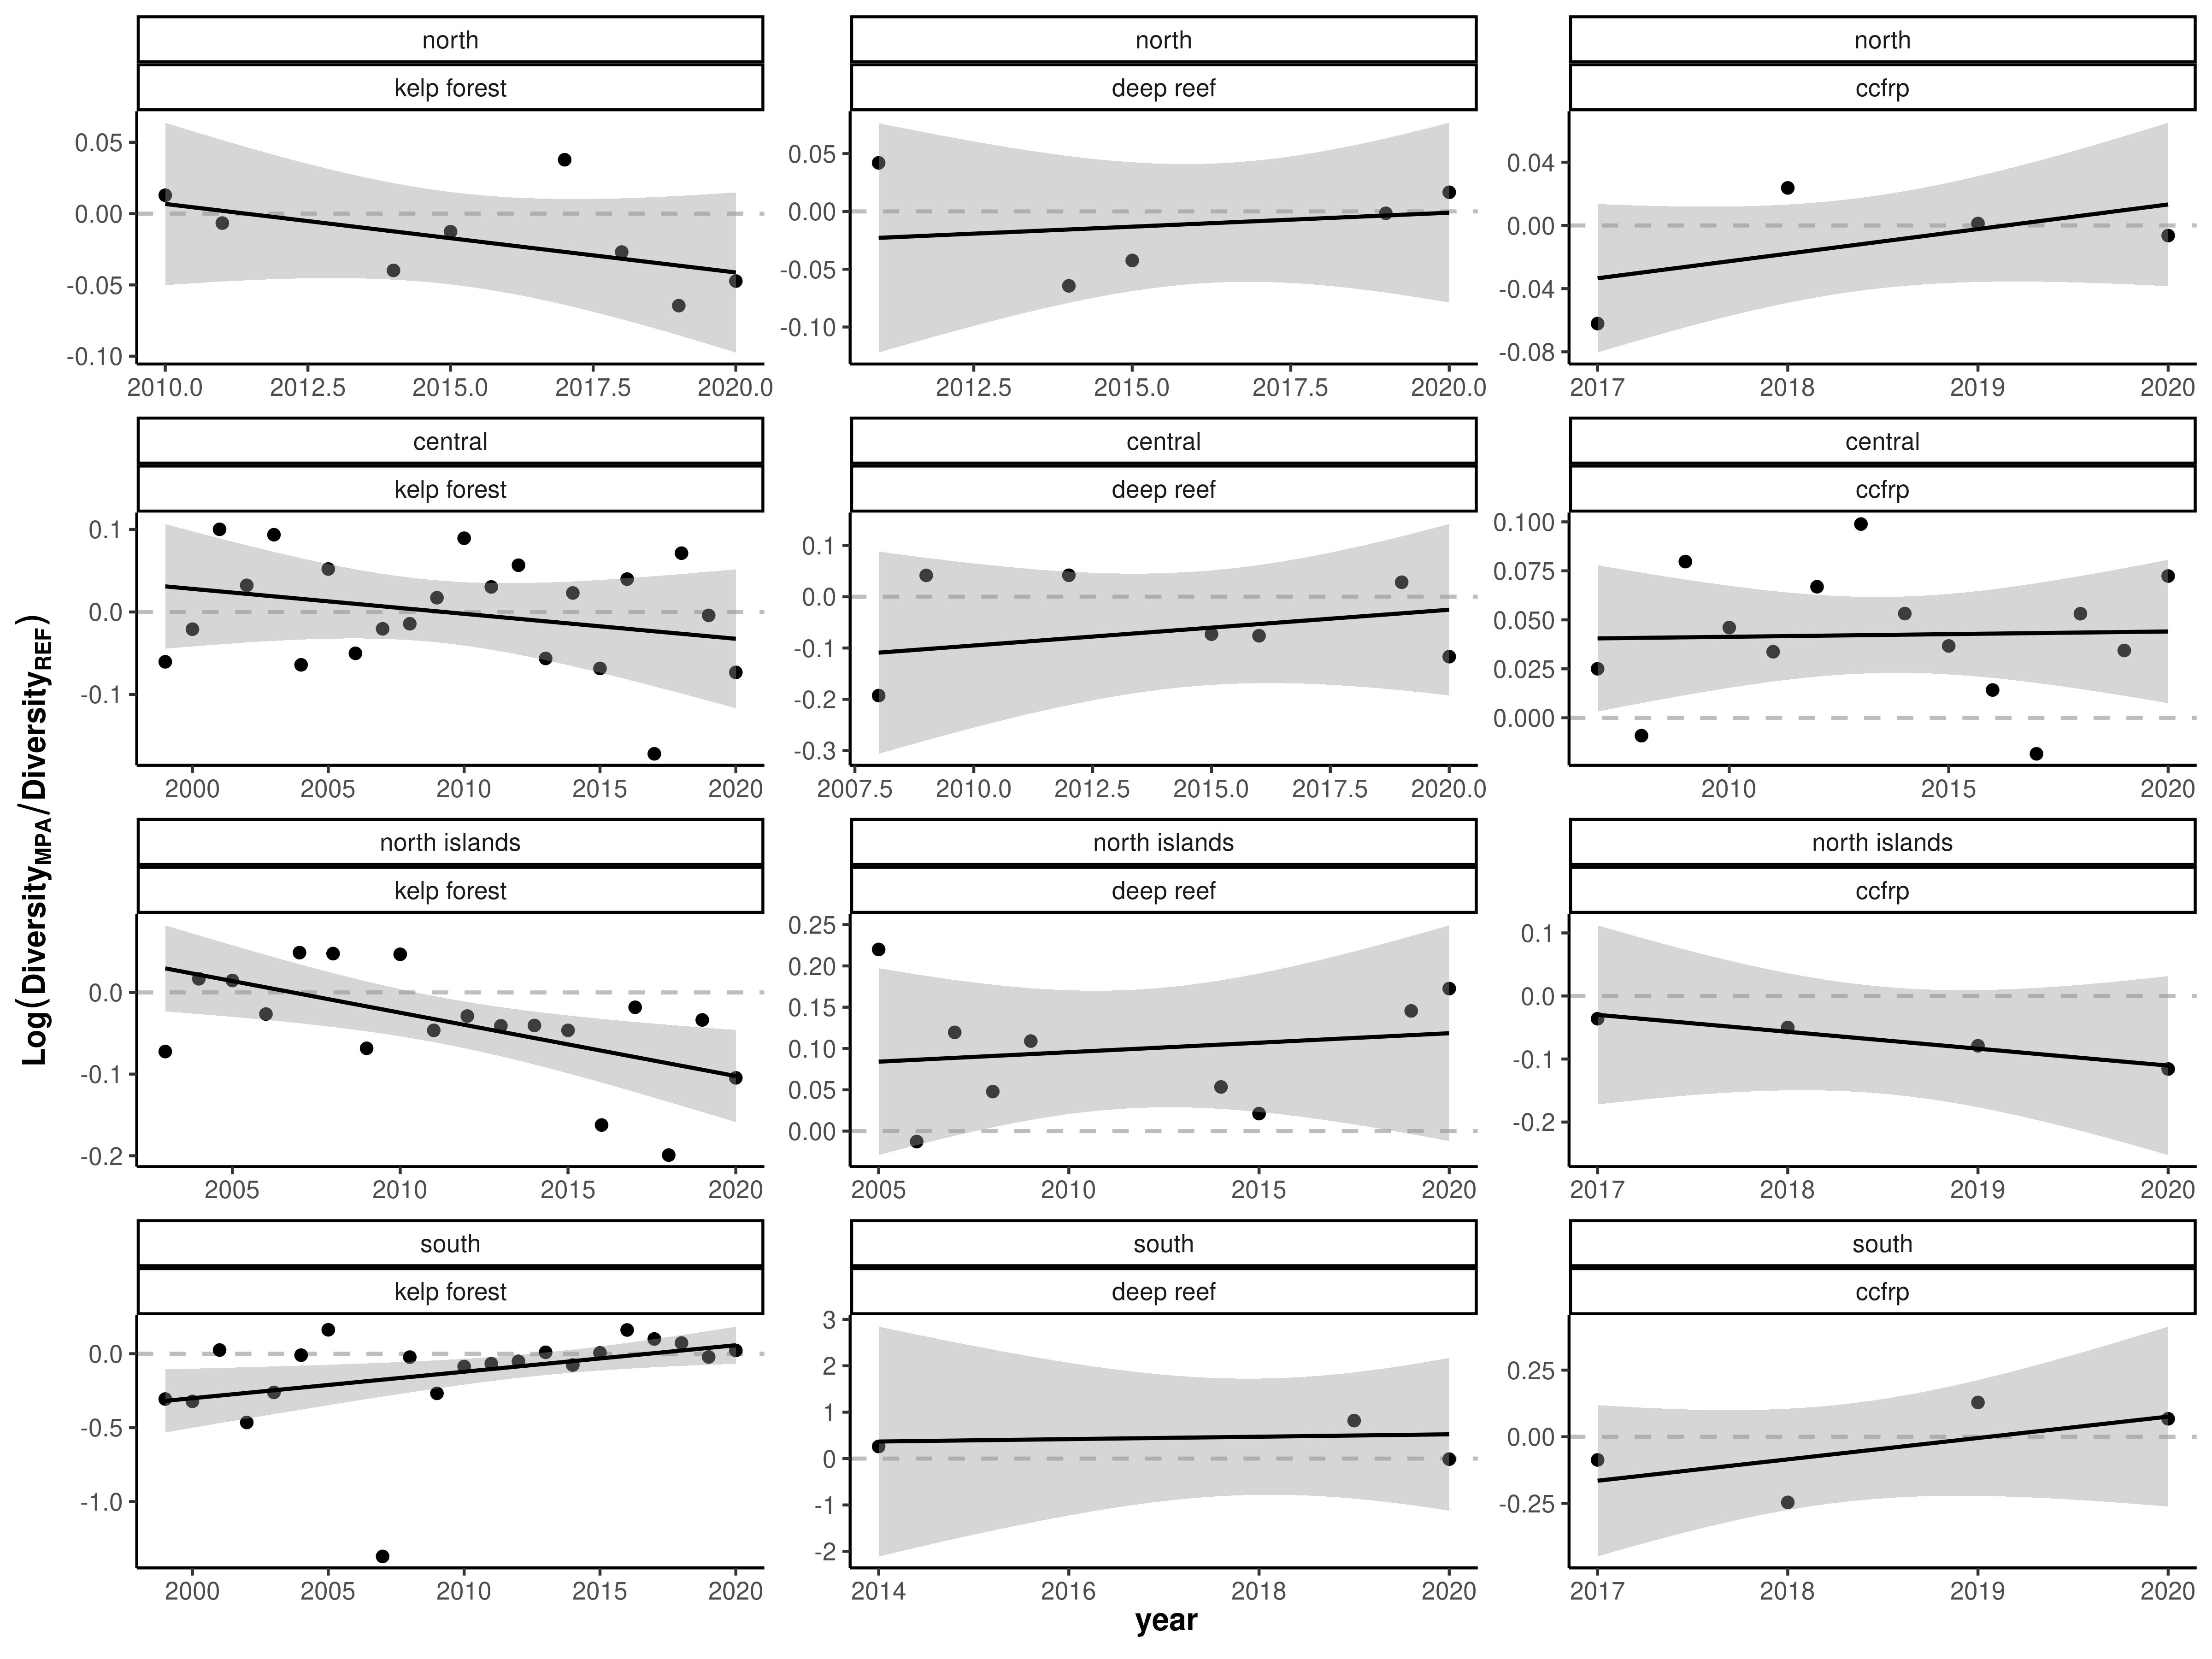 north north north
kelp forest deep reef ccfrp
0.05 0.00 -0.05 -0.10
2010.0 2012.5 2015.0 2017.5 2020.0
0.05 0.00 -0.05 -0.10
2012.5 2015.0 2017.5 2020.0
0.04 0.00 -0.04 -0.08
2017 2018 2019 2020
central central central
kelp forest deep reef ccfrp
0.1 0.0 -0.1
2000 2005 2010 2015 2020
0.1 0.0 -0.1 -0.2 -0.3
2007.5 2010.0 2012.5 2015.0 2017.5 2020.0
0.100 0.075 0.050 0.025 0.000
2010 2015 2020
north islands north islands north islands
kelp forest deep reef ccfrp
0.0 -0.1 -0.2
2005 2010 2015 2020
0.25 0.20 0.15 0.10 0.05 0.00
2005 2010 2015 2020
0.1 0.0 -0.1 -0.2
2017 2018 2019 2020
south south south
kelp forest deep reef ccfrp
0.0 -0.5 -1.0
2000 2005 2010 2015 2020
3 2 1 0 -1 -2
2014 2016 2018 2020
0.25 0.00 -0.25
2017 2018 2019 2020
year
Log(DiversityMPA/DiversityREF)